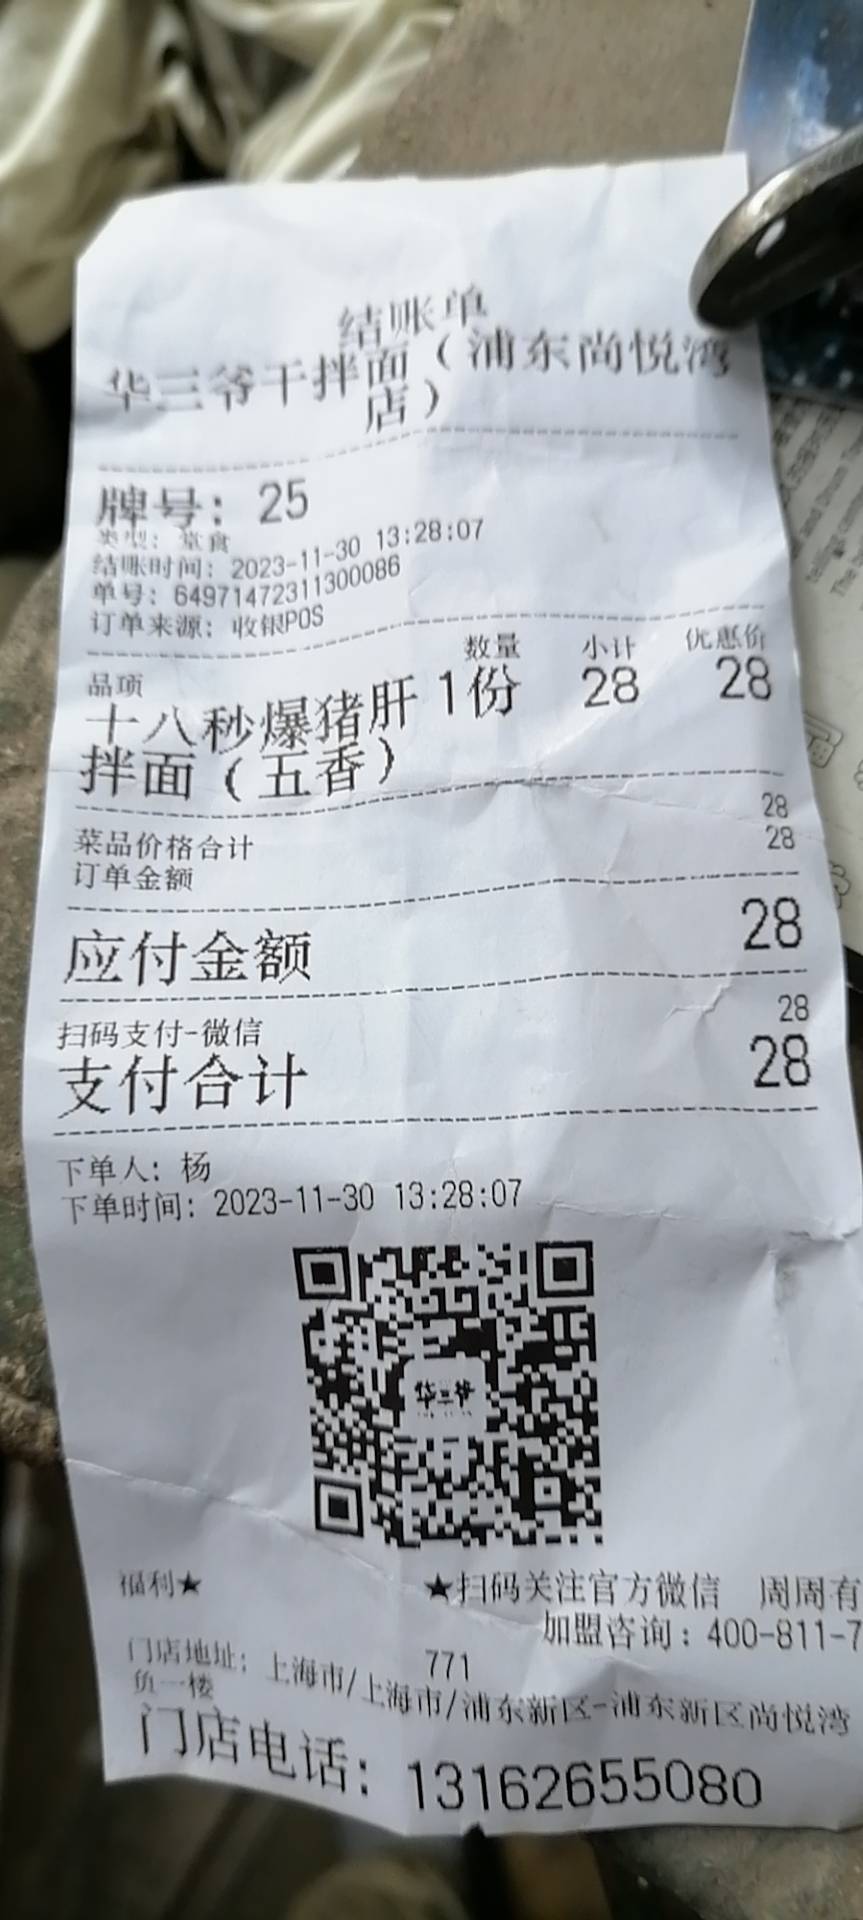 结账单
华三爷干拌面（浦东尚悦湾
店）
牌号：25
类型：堂食
结账时间：2023-11-30 13:28:07
单号：64971472311300086
订单来源：收银POS
品项 数量 小计 优惠价
十八秒爆猪肝 1份 28 28
拌面（五香）
菜品价格合计 28
订单金额 28
应付金额 28
扫码支付-微信 28
支付合计 28
下单人：杨
下单时间：2023-11-30 13:28:07
华三爷
★扫码关注官方微信 周周有
福利★
加盟咨询：400-811-7
771
门店地址：上海市/上海市/浦东新区-浦东新区尚悦湾
负一楼
门店电话：13162655080